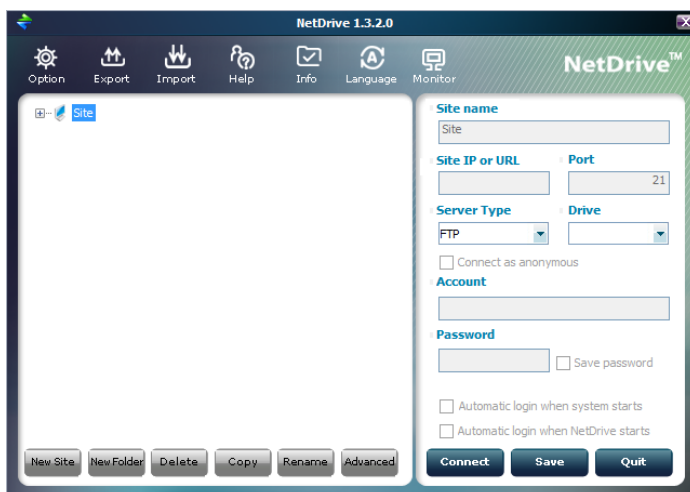 NetDrive 1.3.2.0
Option Export Import Help Info Language Monitor
NetDrive™
Site
Site name
Site
Site IP or URL Port
21
Server Type Drive
FTP
Connect as anonymous
Account
Password
Save password
Automatic login when system starts
Automatic login when NetDrive starts
New Site New Folder Delete Copy Rename Advanced
Connect Save Quit